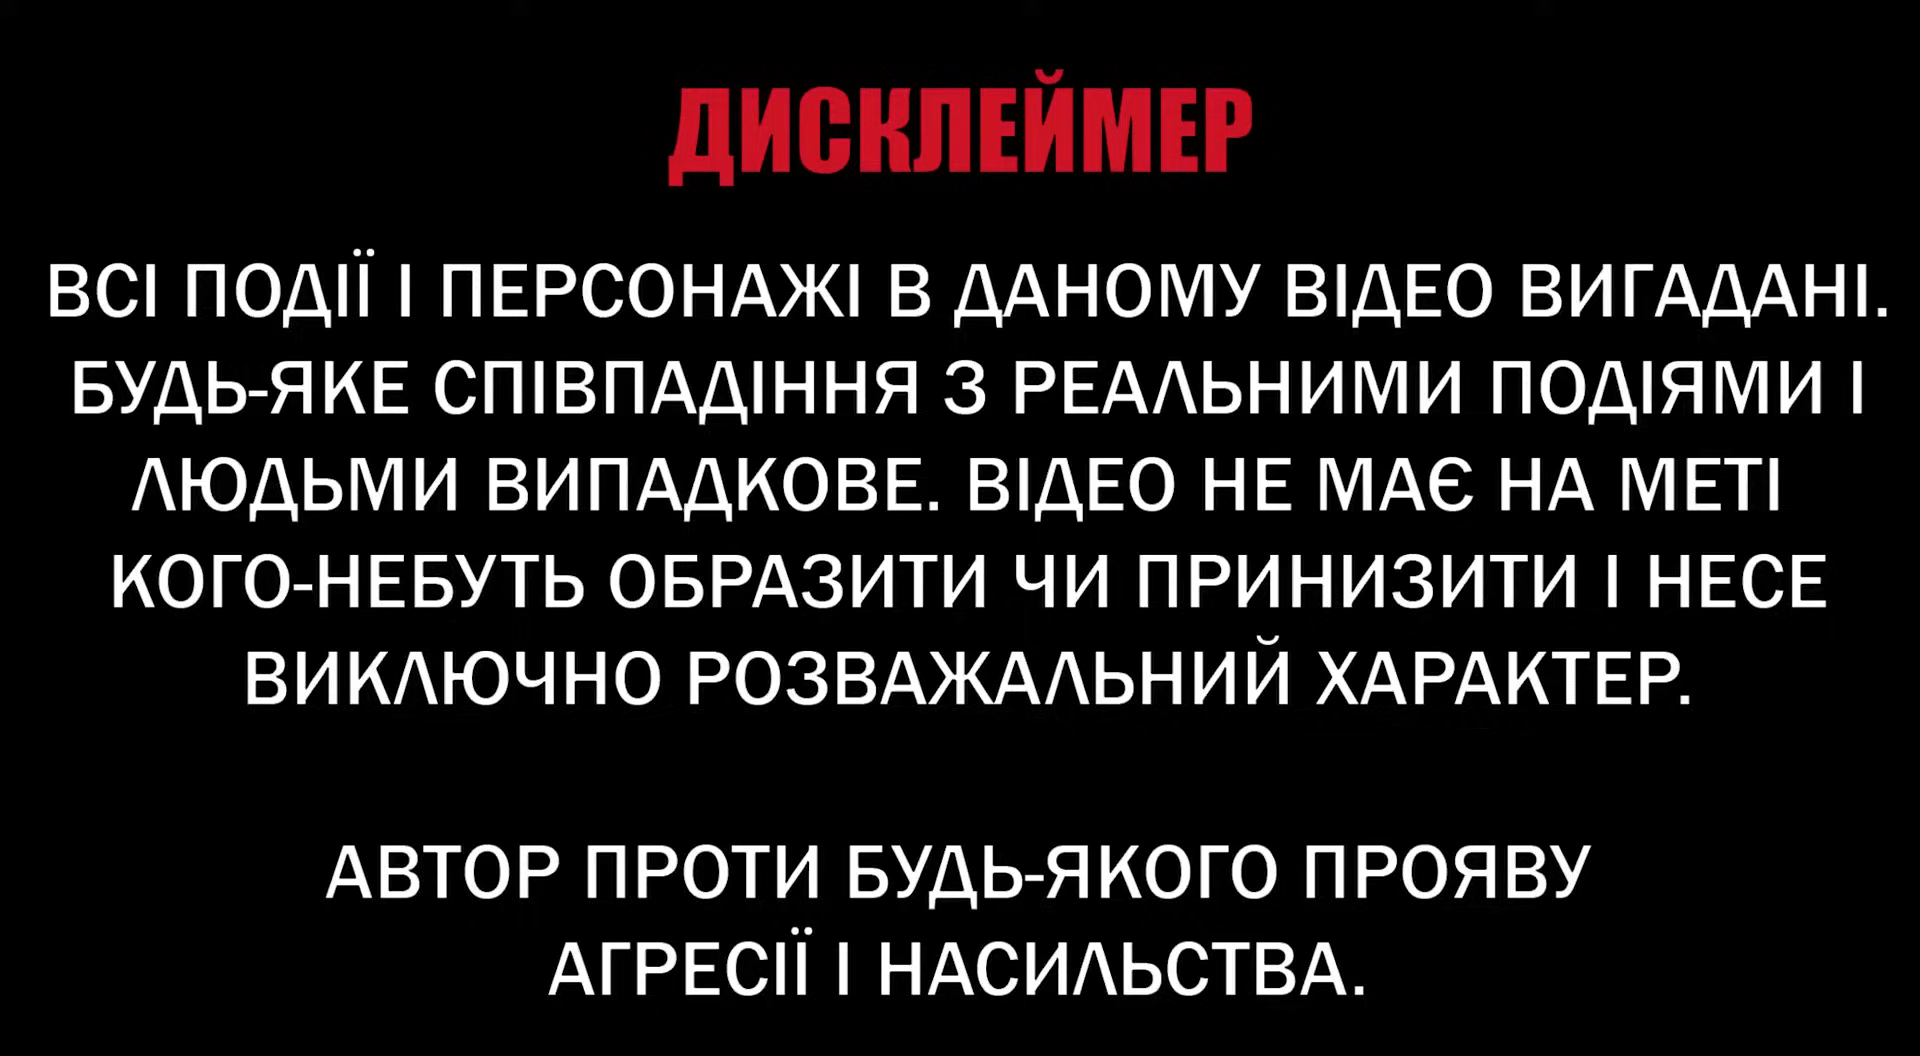 ДИСКЛЕЙМЕР
ВСІ ПОДІЇ І ПЕРСОНАЖІ В ДАНОМУ ВІДЕО ВИГАДАНІ.
БУДЬ-ЯКЕ СПІВПАДІННЯ З РЕАЛЬНИМИ ПОДІЯМИ І
ЛЮДЬМИ ВИПАДКОВЕ. ВІДЕО НЕ МАЄ НА МЕТІ
КОГО-НЕБУТЬ ОБРАЗИТИ ЧИ ПРИНИЗИТИ І НЕСЕ
ВИКЛЮЧНО РОЗВАЖАЛЬНИЙ ХАРАКТЕР.
АВТОР ПРОТИ БУДЬ-ЯКОГО ПРОЯВУ
АГРЕСІЇ І НАСИЛЬСТВА.